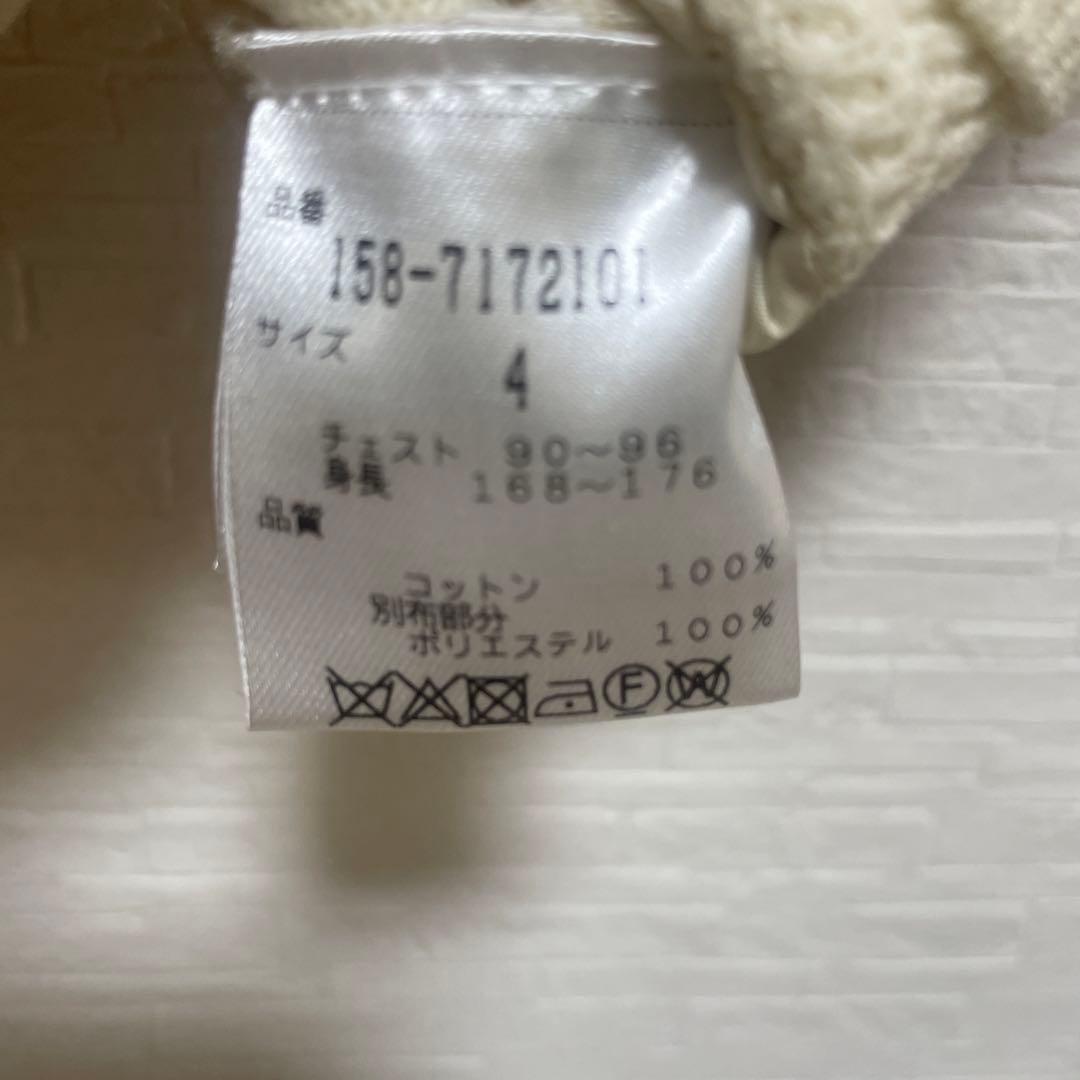 品番
158-7172101
サイズ
4
チェスト 90~96
身長 168~176
品質
コットン 100%
別布部分
ポリエステル 100%
F W